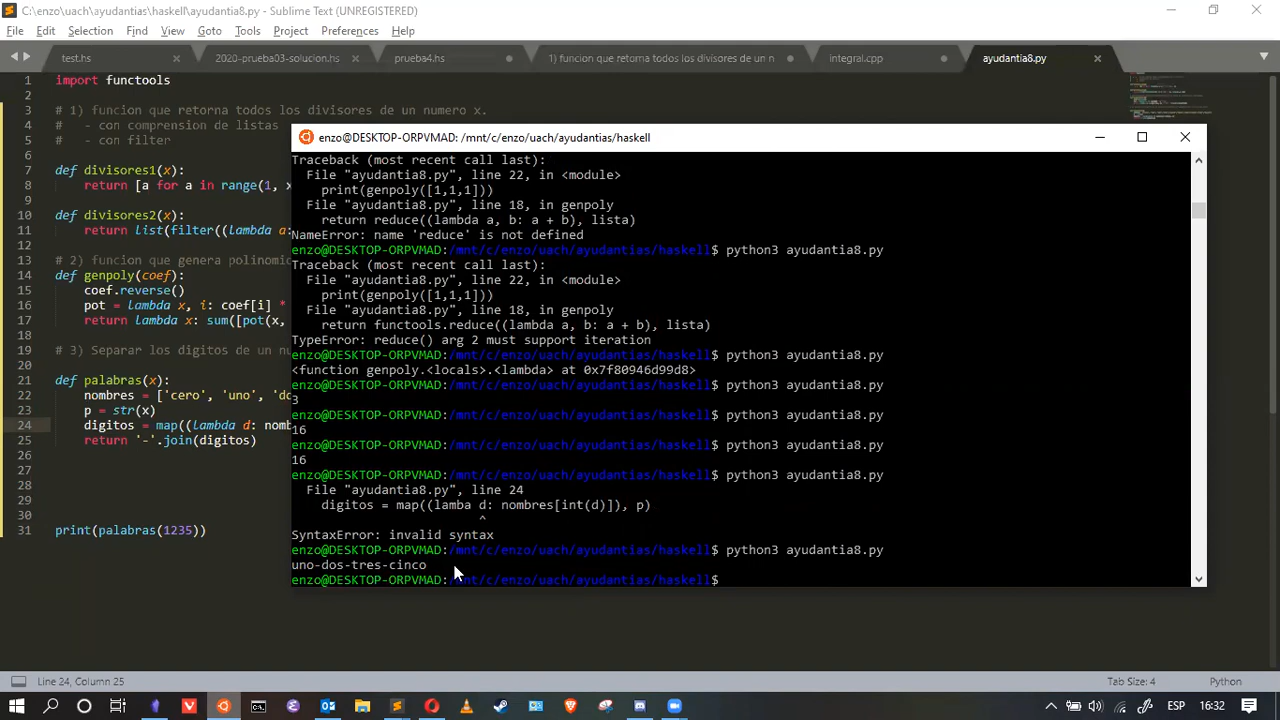 C:\enzo\uach\ayudantias\haskell\ayudantia8.py - Sublime Text (UNREGISTERED)
File Edit Selection Find View Goto Tools Project Preferences Help
test.hs 2020-prueba03-solucion.hs prueba4.hs 1) funcion que retorna todos los divisores de un n integral.cpp ayudantia8.py
1 import functools
2
3 # 1) funcion que retorna todos los divisores de un n
4 # - con comprension de listas
5 # - con filter
6
7 def divisores1(x):
8 return [a for a in range(1, x
9
10 def divisores2(x):
11 return list(filter((lambda a:
12
13 # 2) funcion que genera polinomio
14 def genpoly(coef):
15 coef.reverse()
16 pot = lambda x, i: coef[i] *
17 return lambda x: sum([pot(x,
18
19 # 3) Separar los digitos de un nu
20
21 def palabras(x):
22 nombres = ['cero', 'uno', 'do
23 p = str(x)
24 digitos = map((lambda d: nomb
25 return '-'.join(digitos)
26
27
28
29
30
31 print(palabras(1235))
enzo@DESKTOP-ORPVMAD: /mnt/c/enzo/uach/ayudantias/haskell
Traceback (most recent call last):
File "ayudantia8.py", line 22, in <module>
print(genpoly([1,1,1]))
File "ayudantia8.py", line 18, in genpoly
return reduce((lambda a, b: a + b), lista)
NameError: name 'reduce' is not defined
enzo@DESKTOP-ORPVMAD:/mnt/c/enzo/uach/ayudantias/haskell$ python3 ayudantia8.py
Traceback (most recent call last):
File "ayudantia8.py", line 22, in <module>
print(genpoly([1,1,1]))
File "ayudantia8.py", line 18, in genpoly
return functools.reduce((lambda a, b: a + b), lista)
TypeError: reduce() arg 2 must support iteration
enzo@DESKTOP-ORPVMAD:/mnt/c/enzo/uach/ayudantias/haskell$ python3 ayudantia8.py
<function genpoly.<locals>.<lambda> at 0x7f80946d99d8>
enzo@DESKTOP-ORPVMAD:/mnt/c/enzo/uach/ayudantias/haskell$ python3 ayudantia8.py
3
enzo@DESKTOP-ORPVMAD:/mnt/c/enzo/uach/ayudantias/haskell$ python3 ayudantia8.py
16
enzo@DESKTOP-ORPVMAD:/mnt/c/enzo/uach/ayudantias/haskell$ python3 ayudantia8.py
16
enzo@DESKTOP-ORPVMAD:/mnt/c/enzo/uach/ayudantias/haskell$ python3 ayudantia8.py
File "ayudantia8.py", line 24
digitos = map((lamba d: nombres[int(d)]), p)
^
SyntaxError: invalid syntax
enzo@DESKTOP-ORPVMAD:/mnt/c/enzo/uach/ayudantias/haskell$ python3 ayudantia8.py
uno-dos-tres-cinco
enzo@DESKTOP-ORPVMAD:/mnt/c/enzo/uach/ayudantias/haskell$
Line 24, Column 25 Tab Size: 4 Python
ESP 16:32